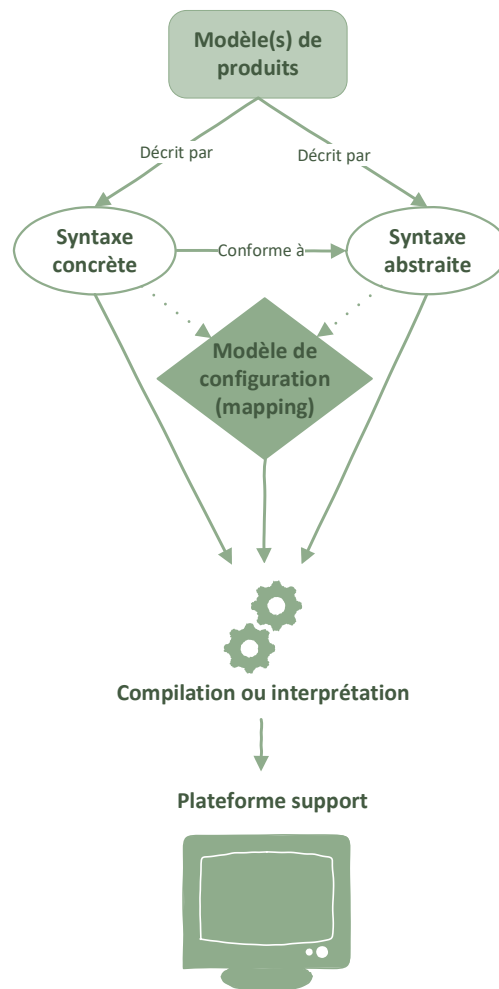 Modèle(s) de
produits
Décrit par
Décrit par
Syntaxe
concrète
Conforme à
Syntaxe
abstraite
Modèle de
configuration
(mapping)
Compilation ou interprétation
Plateforme support